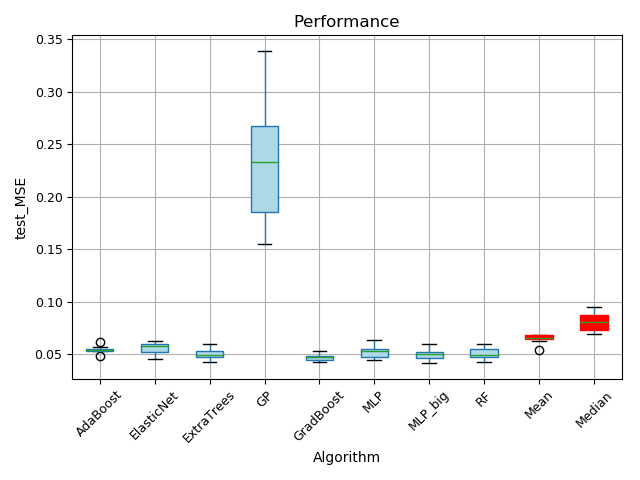 Performance
test_MSE
0.35
0.30
0.25
0.20
0.15
0.10
0.05
AdaBoost
ElasticNet
ExtraTrees
GP
GradBoost
MLP
MLP_big
RF
Mean
Median
Algorithm